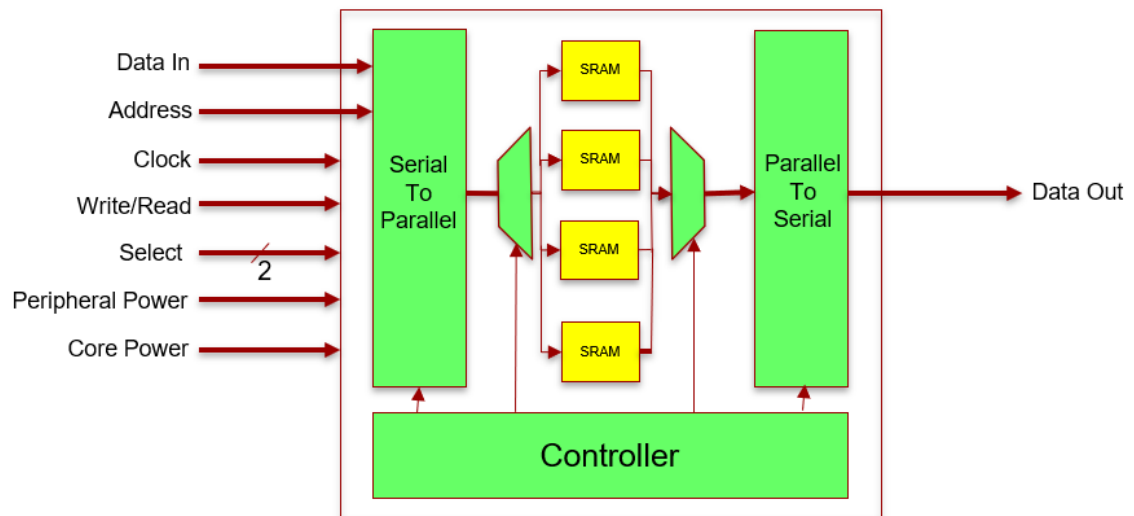 Data In
Address
Clock
Write/Read
Select
2
Peripheral Power
Core Power
Serial
To
Parallel
SRAM
SRAM
SRAM
SRAM
Parallel
To
Serial
Data Out
Controller